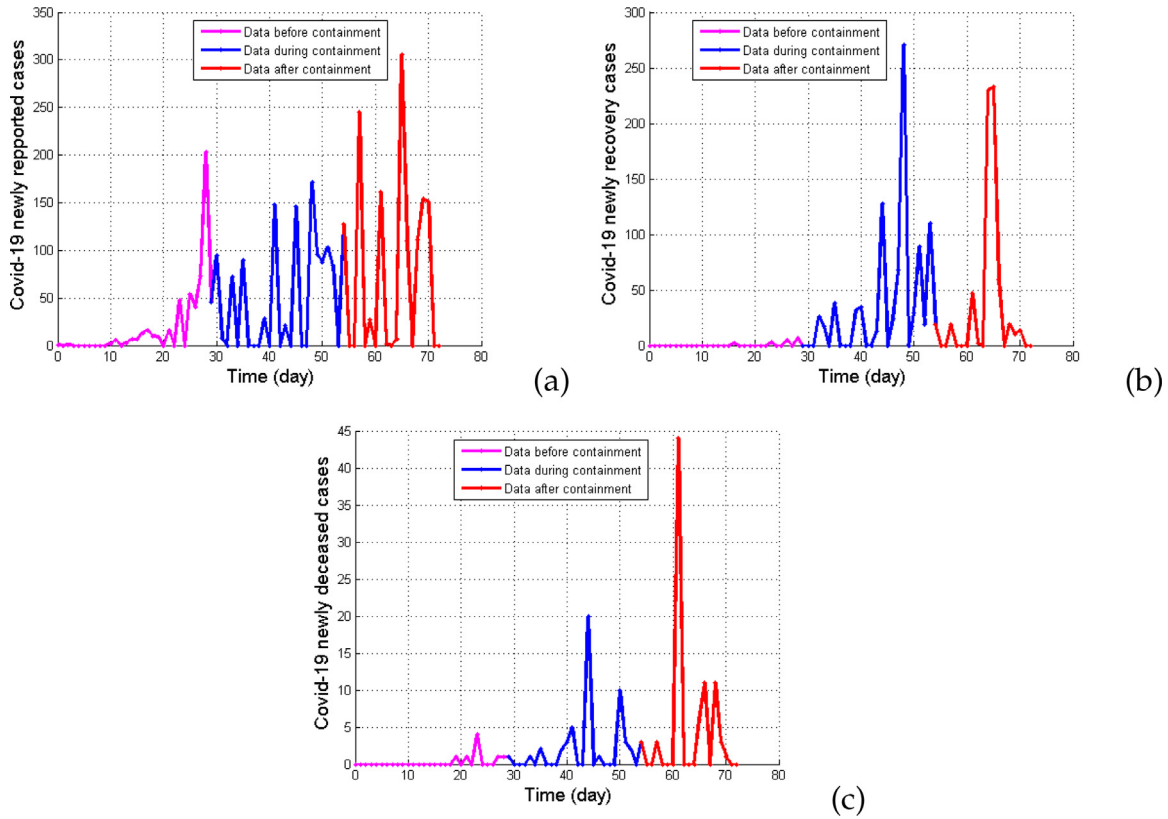 350
300
250
200
150
100
50
0
Covid-19 newly repported cases
Data before containment
Data during containment
Data after containment
0 10 20 30 40 50 60 70 80
Time (day)
(a)
300
250
200
150
100
50
0
Covid-19 newly recovery cases
Data before containment
Data during containment
Data after containment
0 10 20 30 40 50 60 70 80
Time (day)
(b)
45
40
35
30
25
20
15
10
5
0
Covid-19 newly deceased cases
Data before containment
Data during containment
Data after containment
0 10 20 30 40 50 60 70 80
Time (day)
(c)